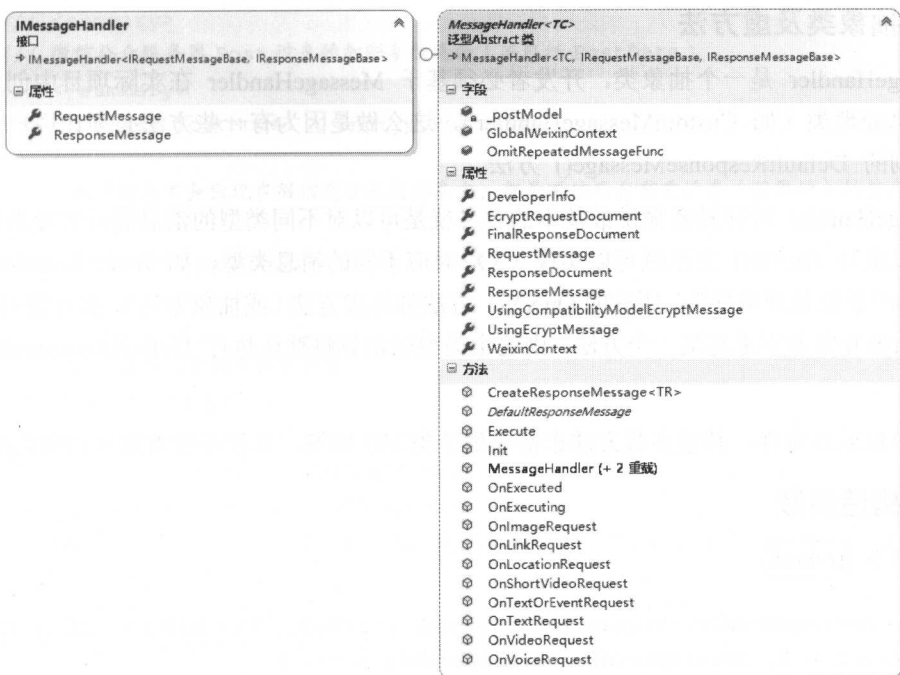 IMessageHandler
接口
IMessageHandler<IRequestMessageBase, IResponseMessageBase>
属性
RequestMessage
ResponseMessage
MessageHandler<TC>
泛型Abstract 类
MessageHandler<TC, IRequestMessageBase, IResponseMessageBase>
字段
_postModel
GlobalWeixinContext
OmitRepeatedMessageFunc
属性
DeveloperInfo
EcryptRequestDocument
FinalResponseDocument
RequestMessage
ResponseDocument
ResponseMessage
UsingCompatibilityModelEcryptMessage
UsingEcryptMessage
WeixinContext
方法
CreateResponseMessage<TR>
DefaultResponseMessage
Execute
Init
MessageHandler (+ 2 重载)
OnExecuted
OnExecuting
OnImageRequest
OnLinkRequest
OnLocationRequest
OnShortVideoRequest
OnTextOrEventRequest
OnTextRequest
OnVideoRequest
OnVoiceRequest